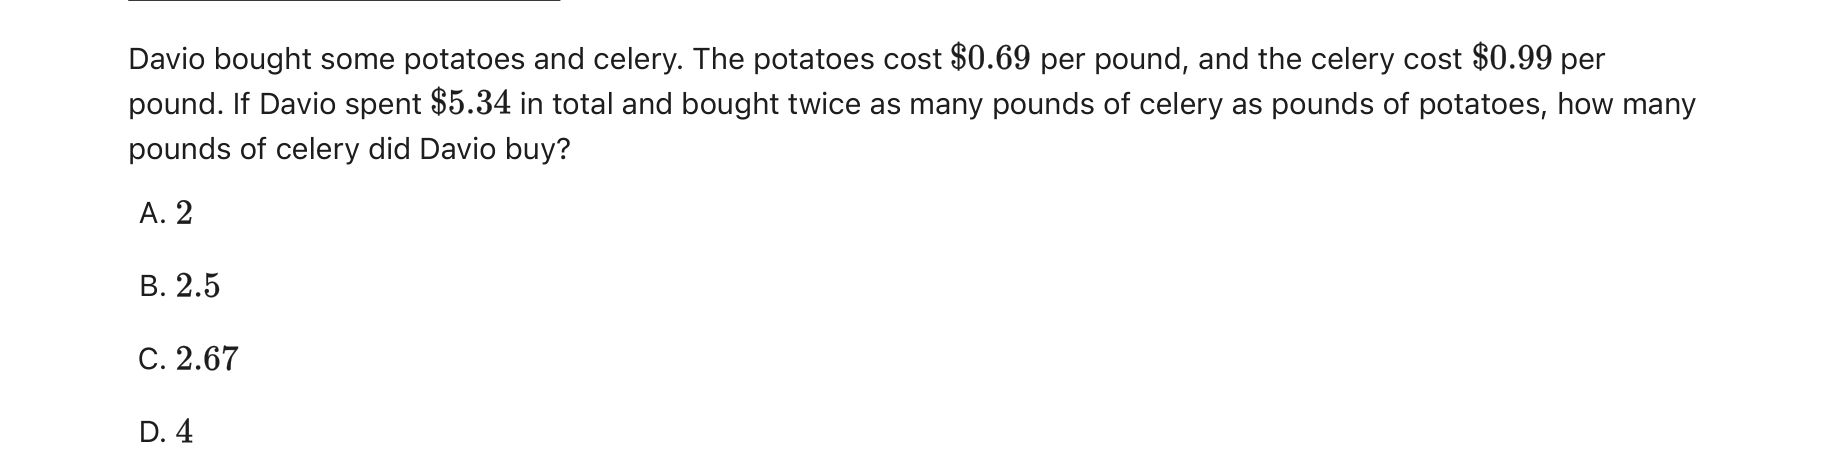 Davio bought some potatoes and celery. The potatoes cost $0.69 per pound, and the celery cost $0.99 per
pound. If Davio spent $5.34 in total and bought twice as many pounds of celery as pounds of potatoes, how many
pounds of celery did Davio buy?
A. 2
B. 2.5
C. 2.67
D. 4